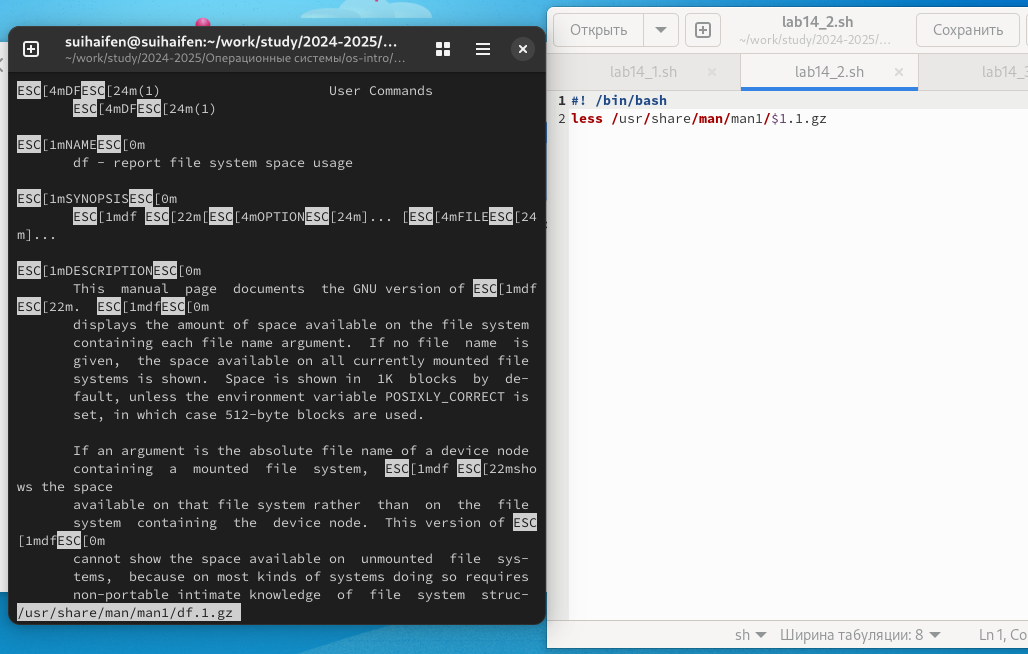 suihaifen@suihaifen:~/work/study/2024-2025/...
~/work/study/2024-2025/Операционные системы/os-intro/...
ESC[4mDFESC[24m(1) User Commands
ESC[4mDFESC[24m(1)
ESC[1mNAMEESC[0m
df - report file system space usage
ESC[1mSYNOPSISESC[0m
ESC[1mdf ESC[22m[ESC[4mOPTIONESC[24m]... [ESC[4mFILEESC[24
m]...
ESC[1mDESCRIPTIONESC[0m
This manual page documents the GNU version of ESC[1mdf
ESC[22m. ESC[1mdfESC[0m
displays the amount of space available on the file system
containing each file name argument. If no file name is
given, the space available on all currently mounted file
systems is shown. Space is shown in 1K blocks by de-
fault, unless the environment variable POSIXLY_CORRECT is
set, in which case 512-byte blocks are used.
If an argument is the absolute file name of a device node
containing a mounted file system, ESC[1mdf ESC[22msho
ws the space
available on that file system rather than on the file
system containing the device node. This version of ESC
[1mdfESC[0m
cannot show the space available on unmounted file sys-
tems, because on most kinds of systems doing so requires
non-portable intimate knowledge of file system struc-
/usr/share/man/man1/df.1.gz
Открыть
lab14_2.sh
~/work/study/2024-2025/...
Сохранить
lab14_1.sh
lab14_2.sh
lab14_3
1 #! /bin/bash
2 less /usr/share/man/man1/$1.1.gz
sh
Ширина табуляции: 8
Ln 1, Co